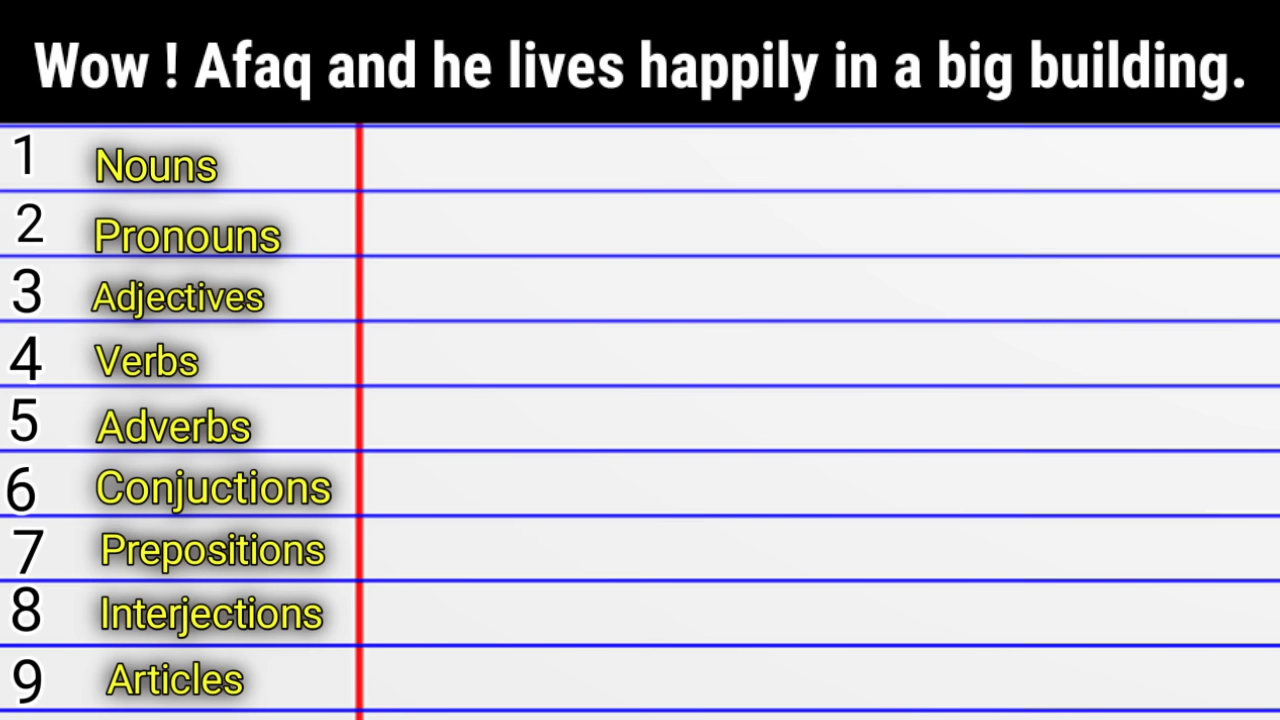 Wow ! Afaq and he lives happily in a big building.
1 Nouns
2 Pronouns
3 Adjectives
4 Verbs
5 Adverbs
6 Conjuctions
7 Prepositions
8 Interjections
9 Articles